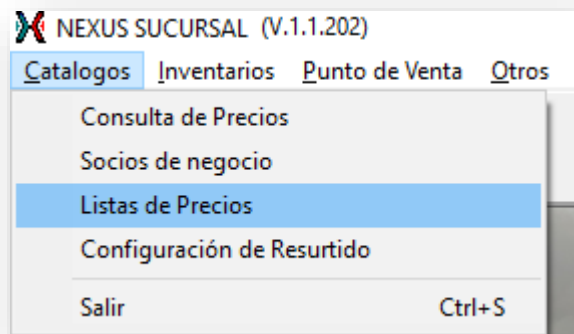 NEXUS SUCURSAL (V.1.1.202)
Catalogos Inventarios Punto de Venta Otros
Consulta de Precios
Socios de negocio
Listas de Precios
Configuración de Resurtido
Salir Ctrl+S